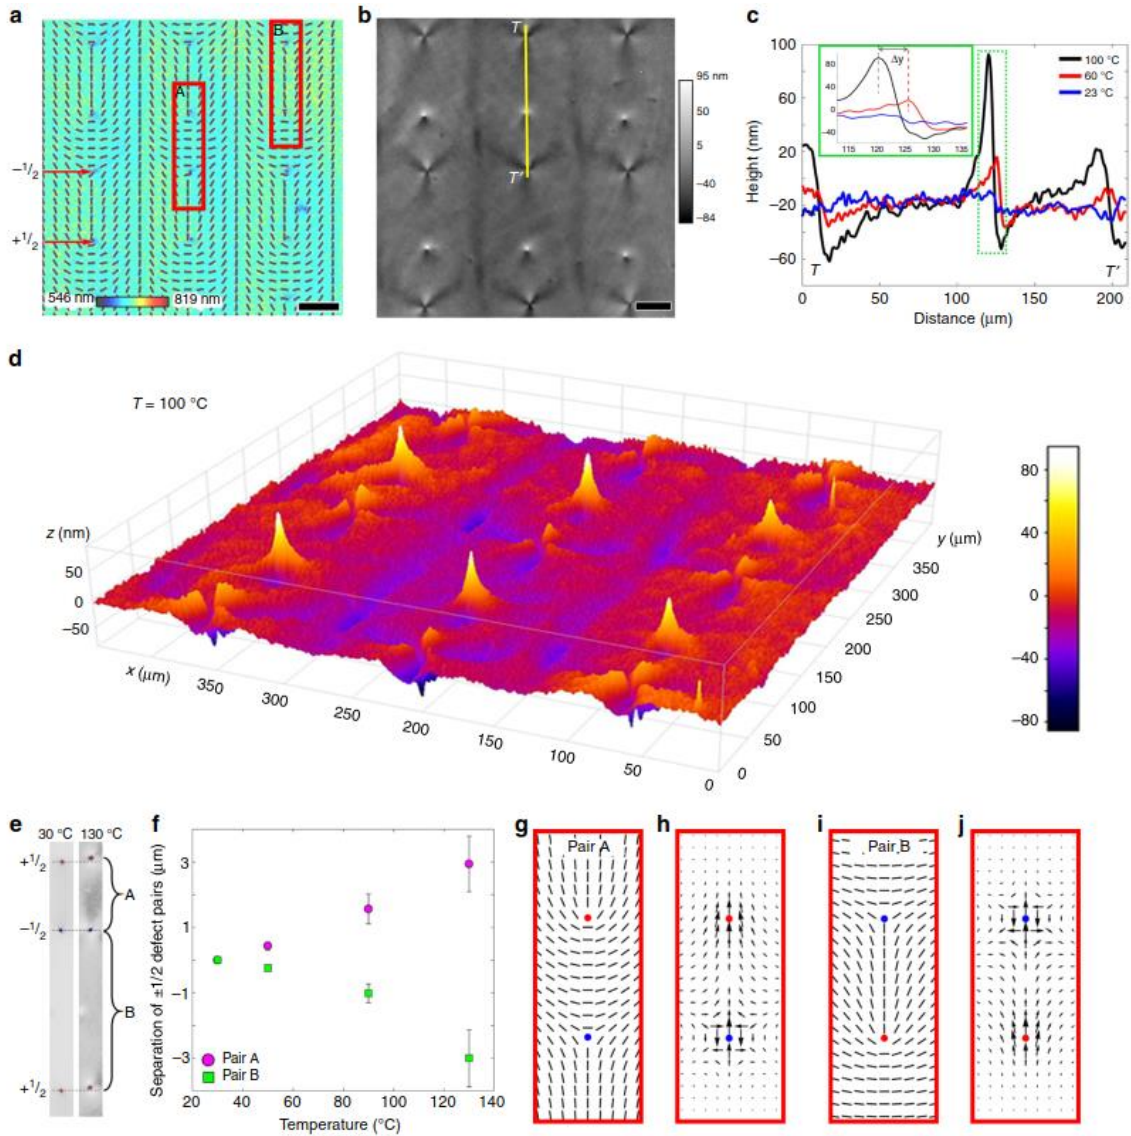 a
B
A
−1/2
+1/2
546 nm
819 nm
b
T
T′
95 nm
50
5
−40
−84
c
100
60
20
−20
−60
Height (nm)
Δy
80
40
0
−40
115
120
125
130
135
100 °C
60 °C
23 °C
T
T′
0
50
100
150
200
Distance (μm)
d
T = 100 °C
z (nm)
50
0
−50
x (μm)
350
300
250
200
150
100
50
0
y (μm)
350
300
250
200
150
100
50
0
80
40
0
−40
−80
e
30 °C
130 °C
+1/2
−1/2
+1/2
A
B
f
Separation of ±1/2 defect pairs (μm)
3
1
−1
−3
Pair A
Pair B
20
40
60
80
100
120
140
Temperature (°C)
g
Pair A
h
i
Pair B
j